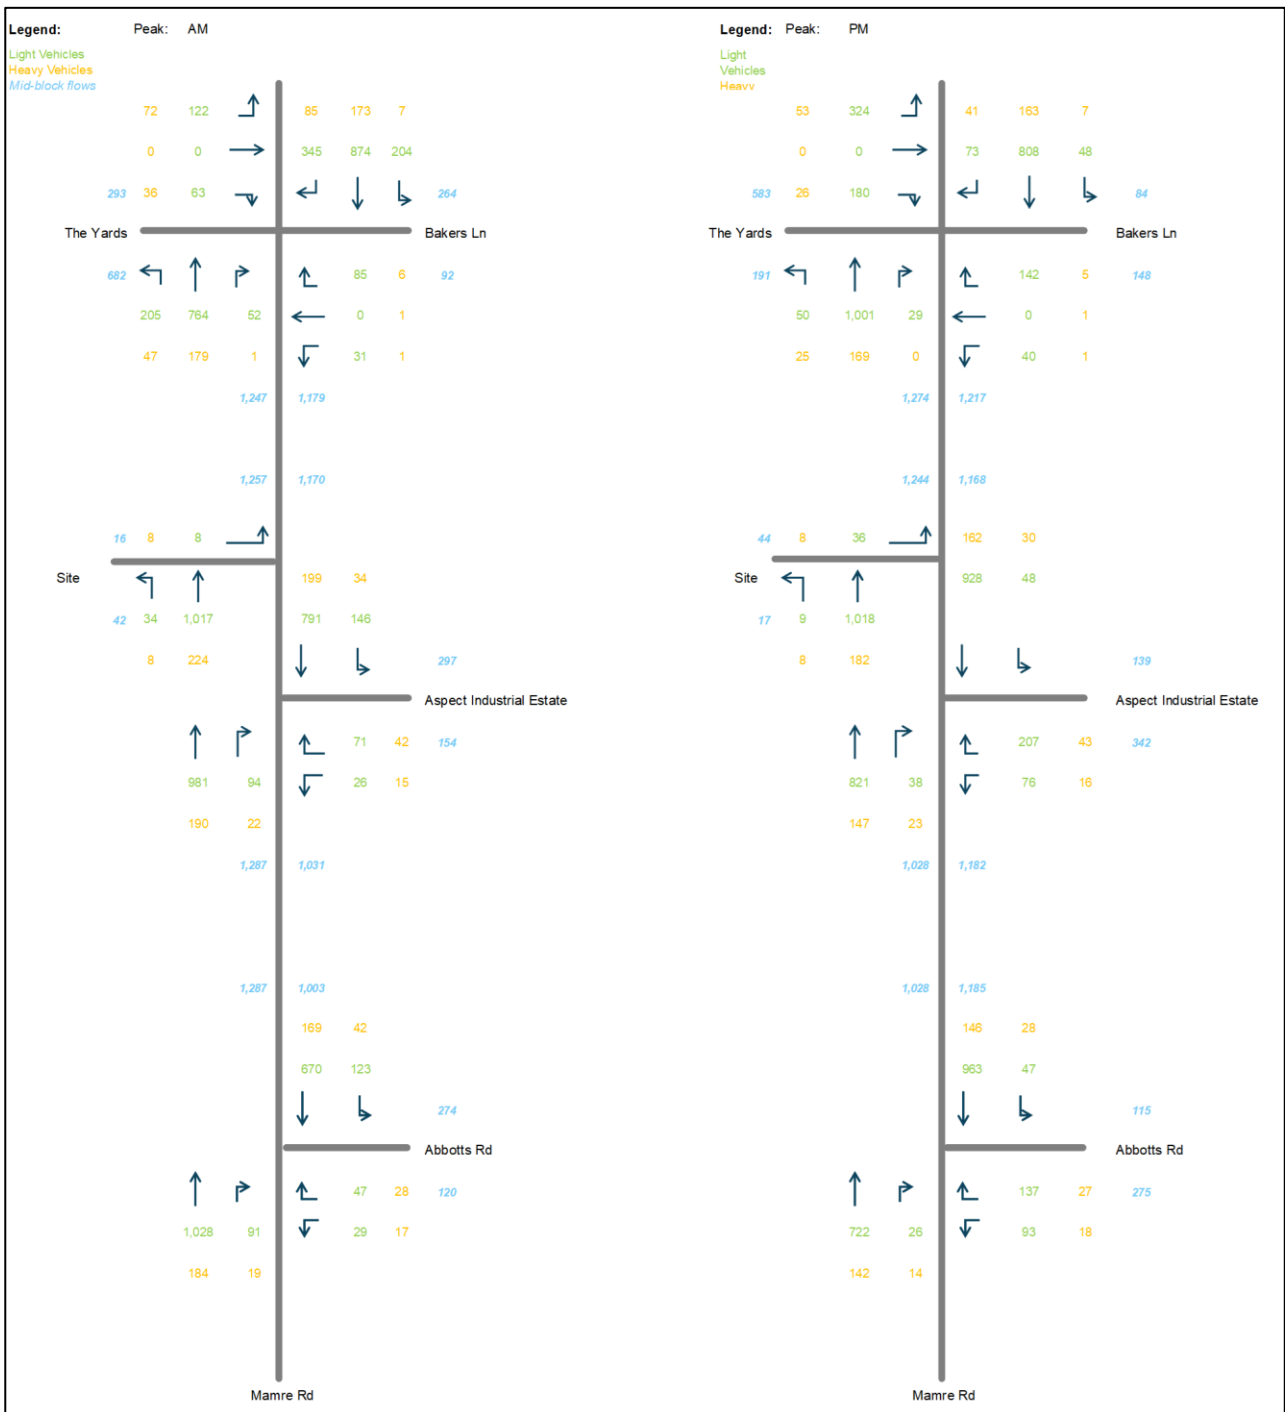 Legend: Peak: AM
Light Vehicles
Heavy Vehicles
Mid-block flows
72 122 85 173 7
0 0 345 874 204
293 36 63 264
The Yards Bakers Ln
682 85 6 92
205 764 52 0 1
47 179 1 31 1
1,247 1,179
1,257 1,170
16 8 8
Site 199 34
42 34 1,017 791 146
8 224 297
Aspect Industrial Estate
71 42 154
981 94 26 15
190 22
1,287 1,031
1,287 1,003
169 42
670 123
274
Abbotts Rd
47 28 120
1,028 91 29 17
184 19
Mamre Rd
Legend: Peak: PM
Light
Vehicles
Heavy
53 324 41 163 7
0 0 73 808 48
583 26 180 84
The Yards Bakers Ln
191 142 5 148
50 1,001 29 0 1
25 169 0 40 1
1,274 1,217
1,244 1,168
44 8 36 162 30
Site 928 48
17 9 1,018
8 182 139
Aspect Industrial Estate
207 43 342
821 38 76 16
147 23
1,028 1,182
1,028 1,185
146 28
963 47
115
Abbotts Rd
137 27 275
722 26 93 18
142 14
Mamre Rd